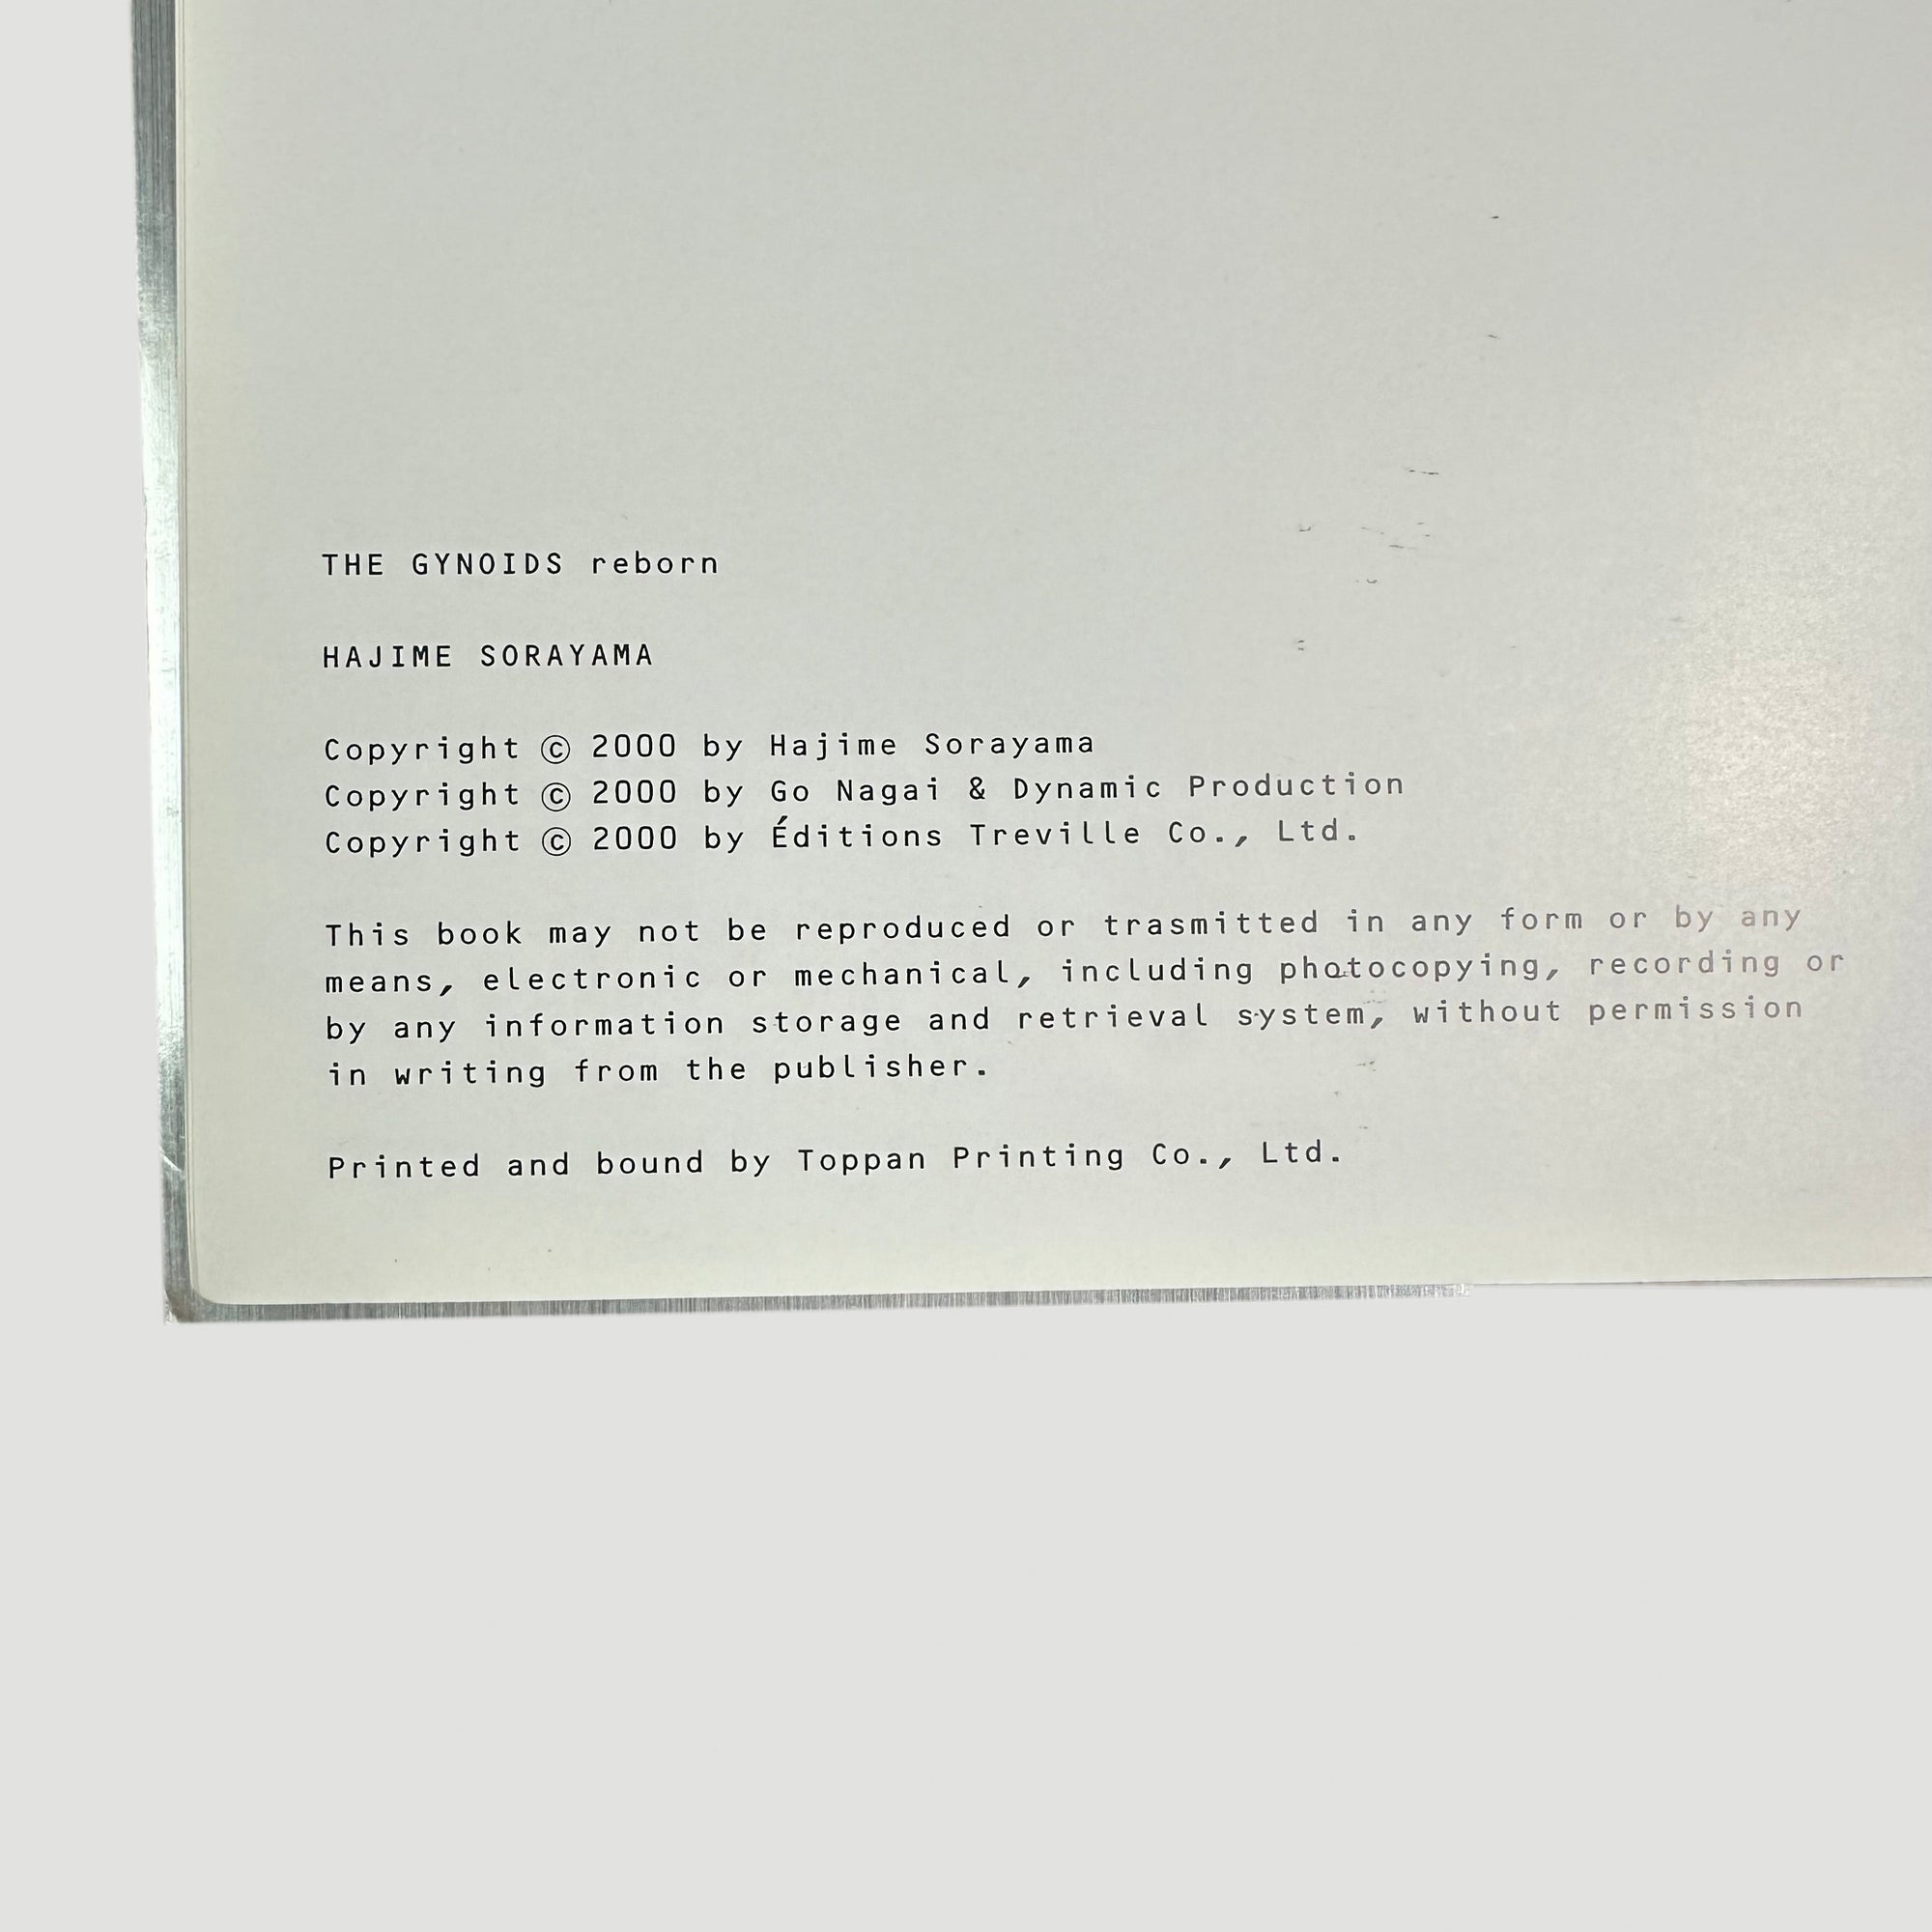 THE GYNOIDS reborn
HAJIME SORAYAMA
Copyright © 2000 by Hajime Sorayama
Copyright © 2000 by Go Nagai & Dynamic Production
Copyright © 2000 by Éditions Treville Co., Ltd.
This book may not be reproduced or trasmitted in any form or by any
means, electronic or mechanical, including photocopying, recording or
by any information storage and retrieval system, without permission
in writing from the publisher.
Printed and bound by Toppan Printing Co., Ltd.